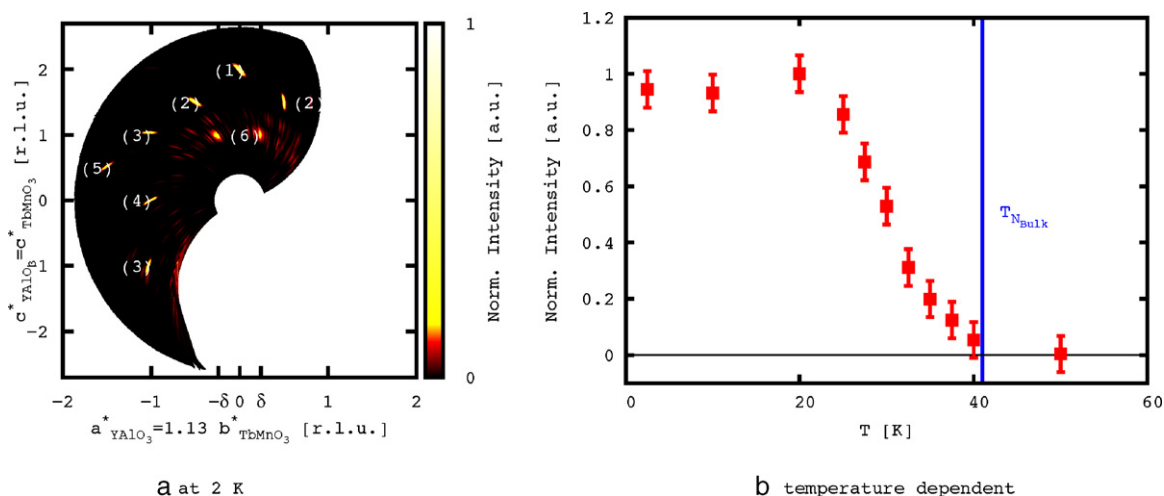 2
1
0
-1
-2
c*YAlOβ=c*TbMnO3 [r.l.u.]
(1)
(2)
(2)
(3)
(6)
(5)
(4)
(3)
-2 -1 -δ 0 δ 1 2
a*YAlO3=1.13 b*TbMnO3 [r.l.u.]
1
0
Norm. Intensity [a.u.]
a at 2 K
1.2
1
0.8
0.6
0.4
0.2
0
Norm. Intensity [a.u.]
TNBulk
0 20 40 60
T [K]
b temperature dependent